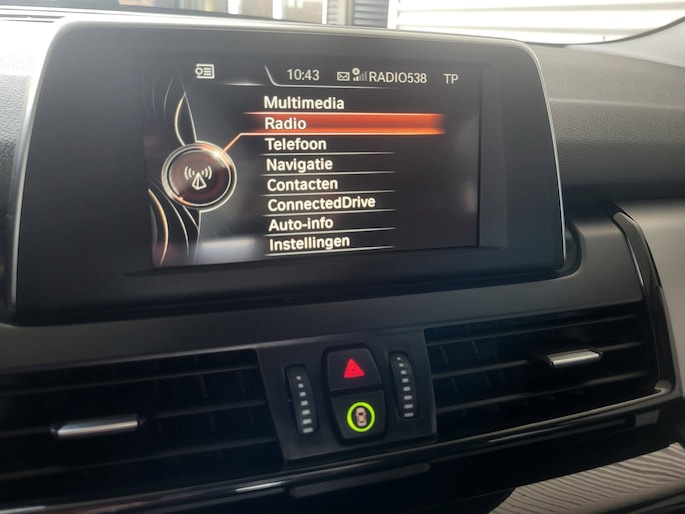 10:43 RADIO538 TP
Multimedia
Radio
Telefoon
Navigatie
Contacten
ConnectedDrive
Auto-info
Instellingen